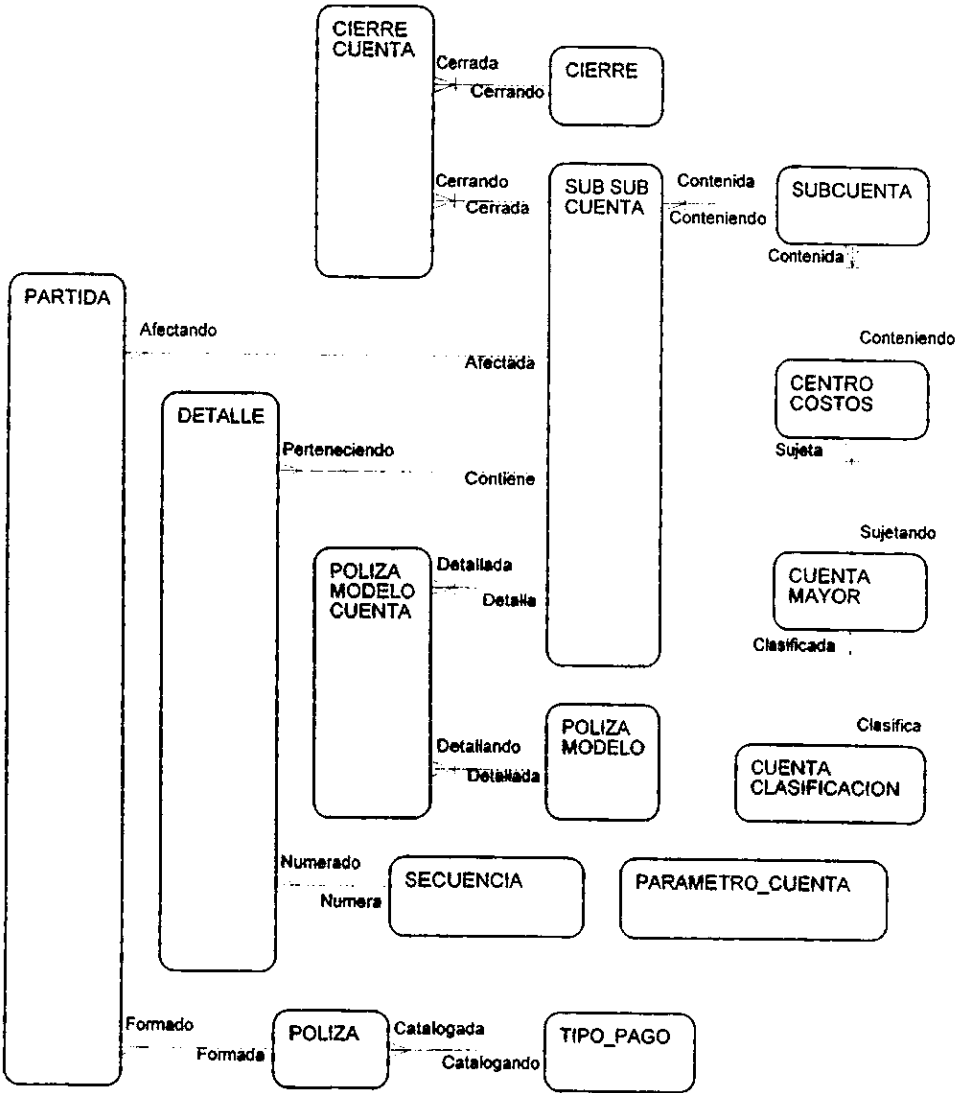 CIERRE
CUENTA
Cerrada
Cerrando
CIERRE
Cerrando
Cerrada
SUB SUB
CUENTA
Contenida
Conteniendo
SUBCUENTA
Contenida
PARTIDA
Afectando
Afectada
Conteniendo
CENTRO
COSTOS
DETALLE
Perteneciendo
Contiene
Sujeta
Sujetando
POLIZA
MODELO
CUENTA
Detallada
Detalla
CUENTA
MAYOR
Clasificada
Detallando
Detallada
POLIZA
MODELO
Clasifica
CUENTA
CLASIFICACION
Numerado
Numera
SECUENCIA
PARAMETRO_CUENTA
Formado
Formada
POLIZA
Catalogada
Catalogando
TIPO_PAGO